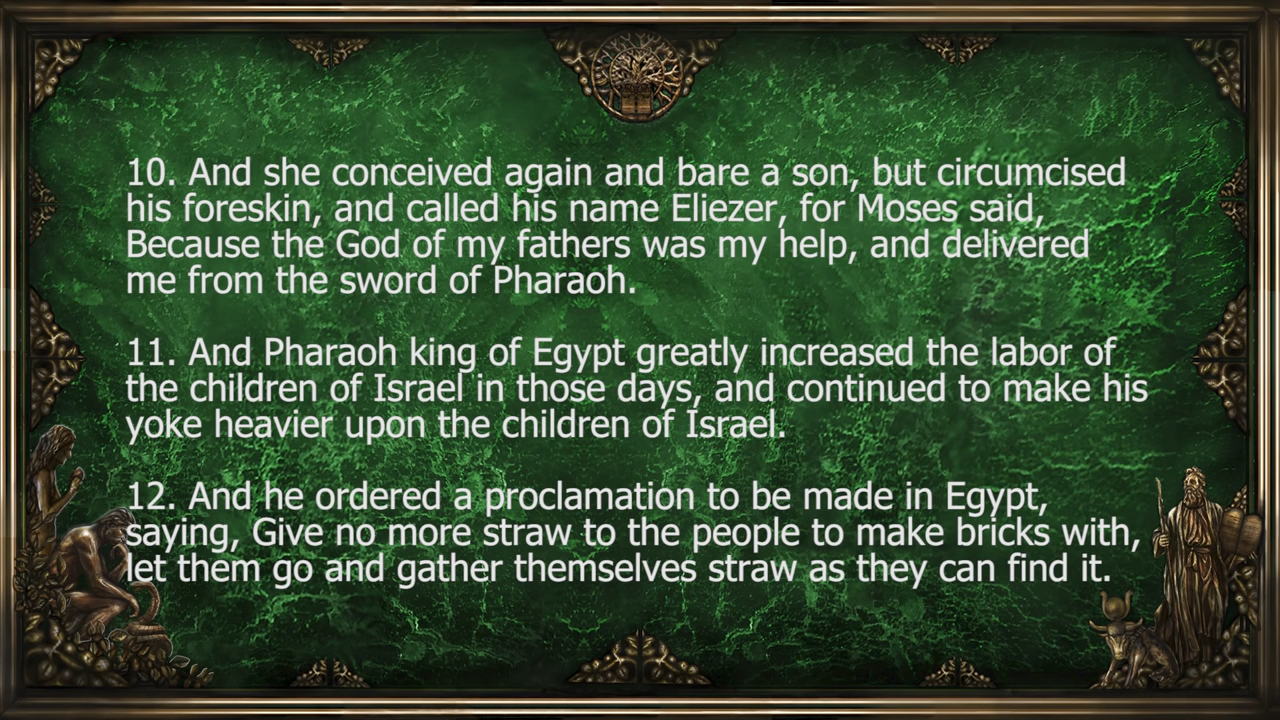 10. And she conceived again and bare a son, but circumcised
his foreskin, and called his name Eliezer, for Moses said,
Because the God of my fathers was my help, and delivered
me from the sword of Pharaoh.
11. And Pharaoh king of Egypt greatly increased the labor of
the children of Israel in those days, and continued to make his
yoke heavier upon the children of Israel.
12. And he ordered a proclamation to be made in Egypt,
saying, Give no more straw to the people to make bricks with,
let them go and gather themselves straw as they can find it.